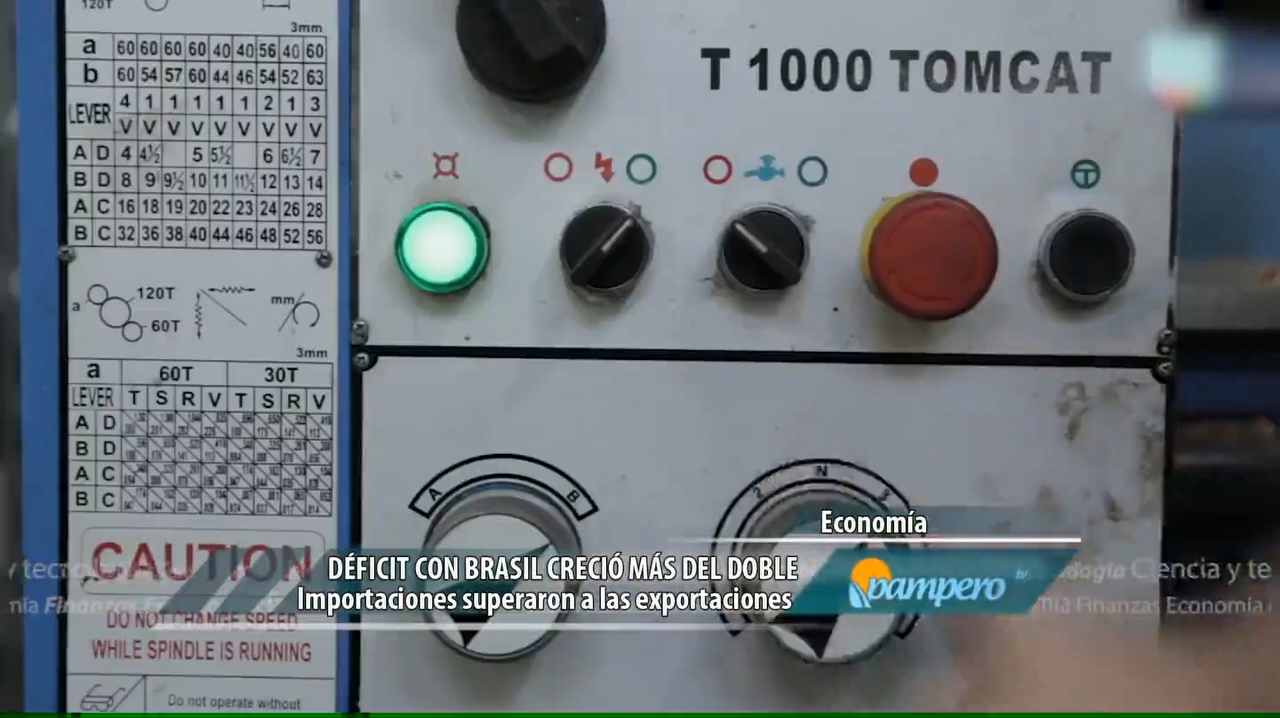 120T
3mm
a 60 60 60 60 40 40 56 40 60
b 60 54 57 60 44 46 54 52 63
LEVER 4 1 1 1 1 1 2 1 3
V V V V V V V V V
A D 4 4½ 5 5½ 6 6½ 7
B D 8 9 9½ 10 11 11½ 12 13 14
A C 16 18 19 20 22 23 24 26 28
B C 32 36 38 40 44 46 48 52 56
a 120T
60T
mm
3mm
a 60T 30T
LEVER T S R V T S R V
A D
B D
A C
B C
CAUTION
DO NOT CHANGE SPEED
WHILE SPINDLE IS RUNNING
Do not operate without
T 1000 TOMCAT
A B
2 N 3
Economía
DÉFICIT CON BRASIL CRECIÓ MÁS DEL DOBLE
Importaciones superaron a las exportaciones
pampero tv
Ciencia y te
Finanzas Economía